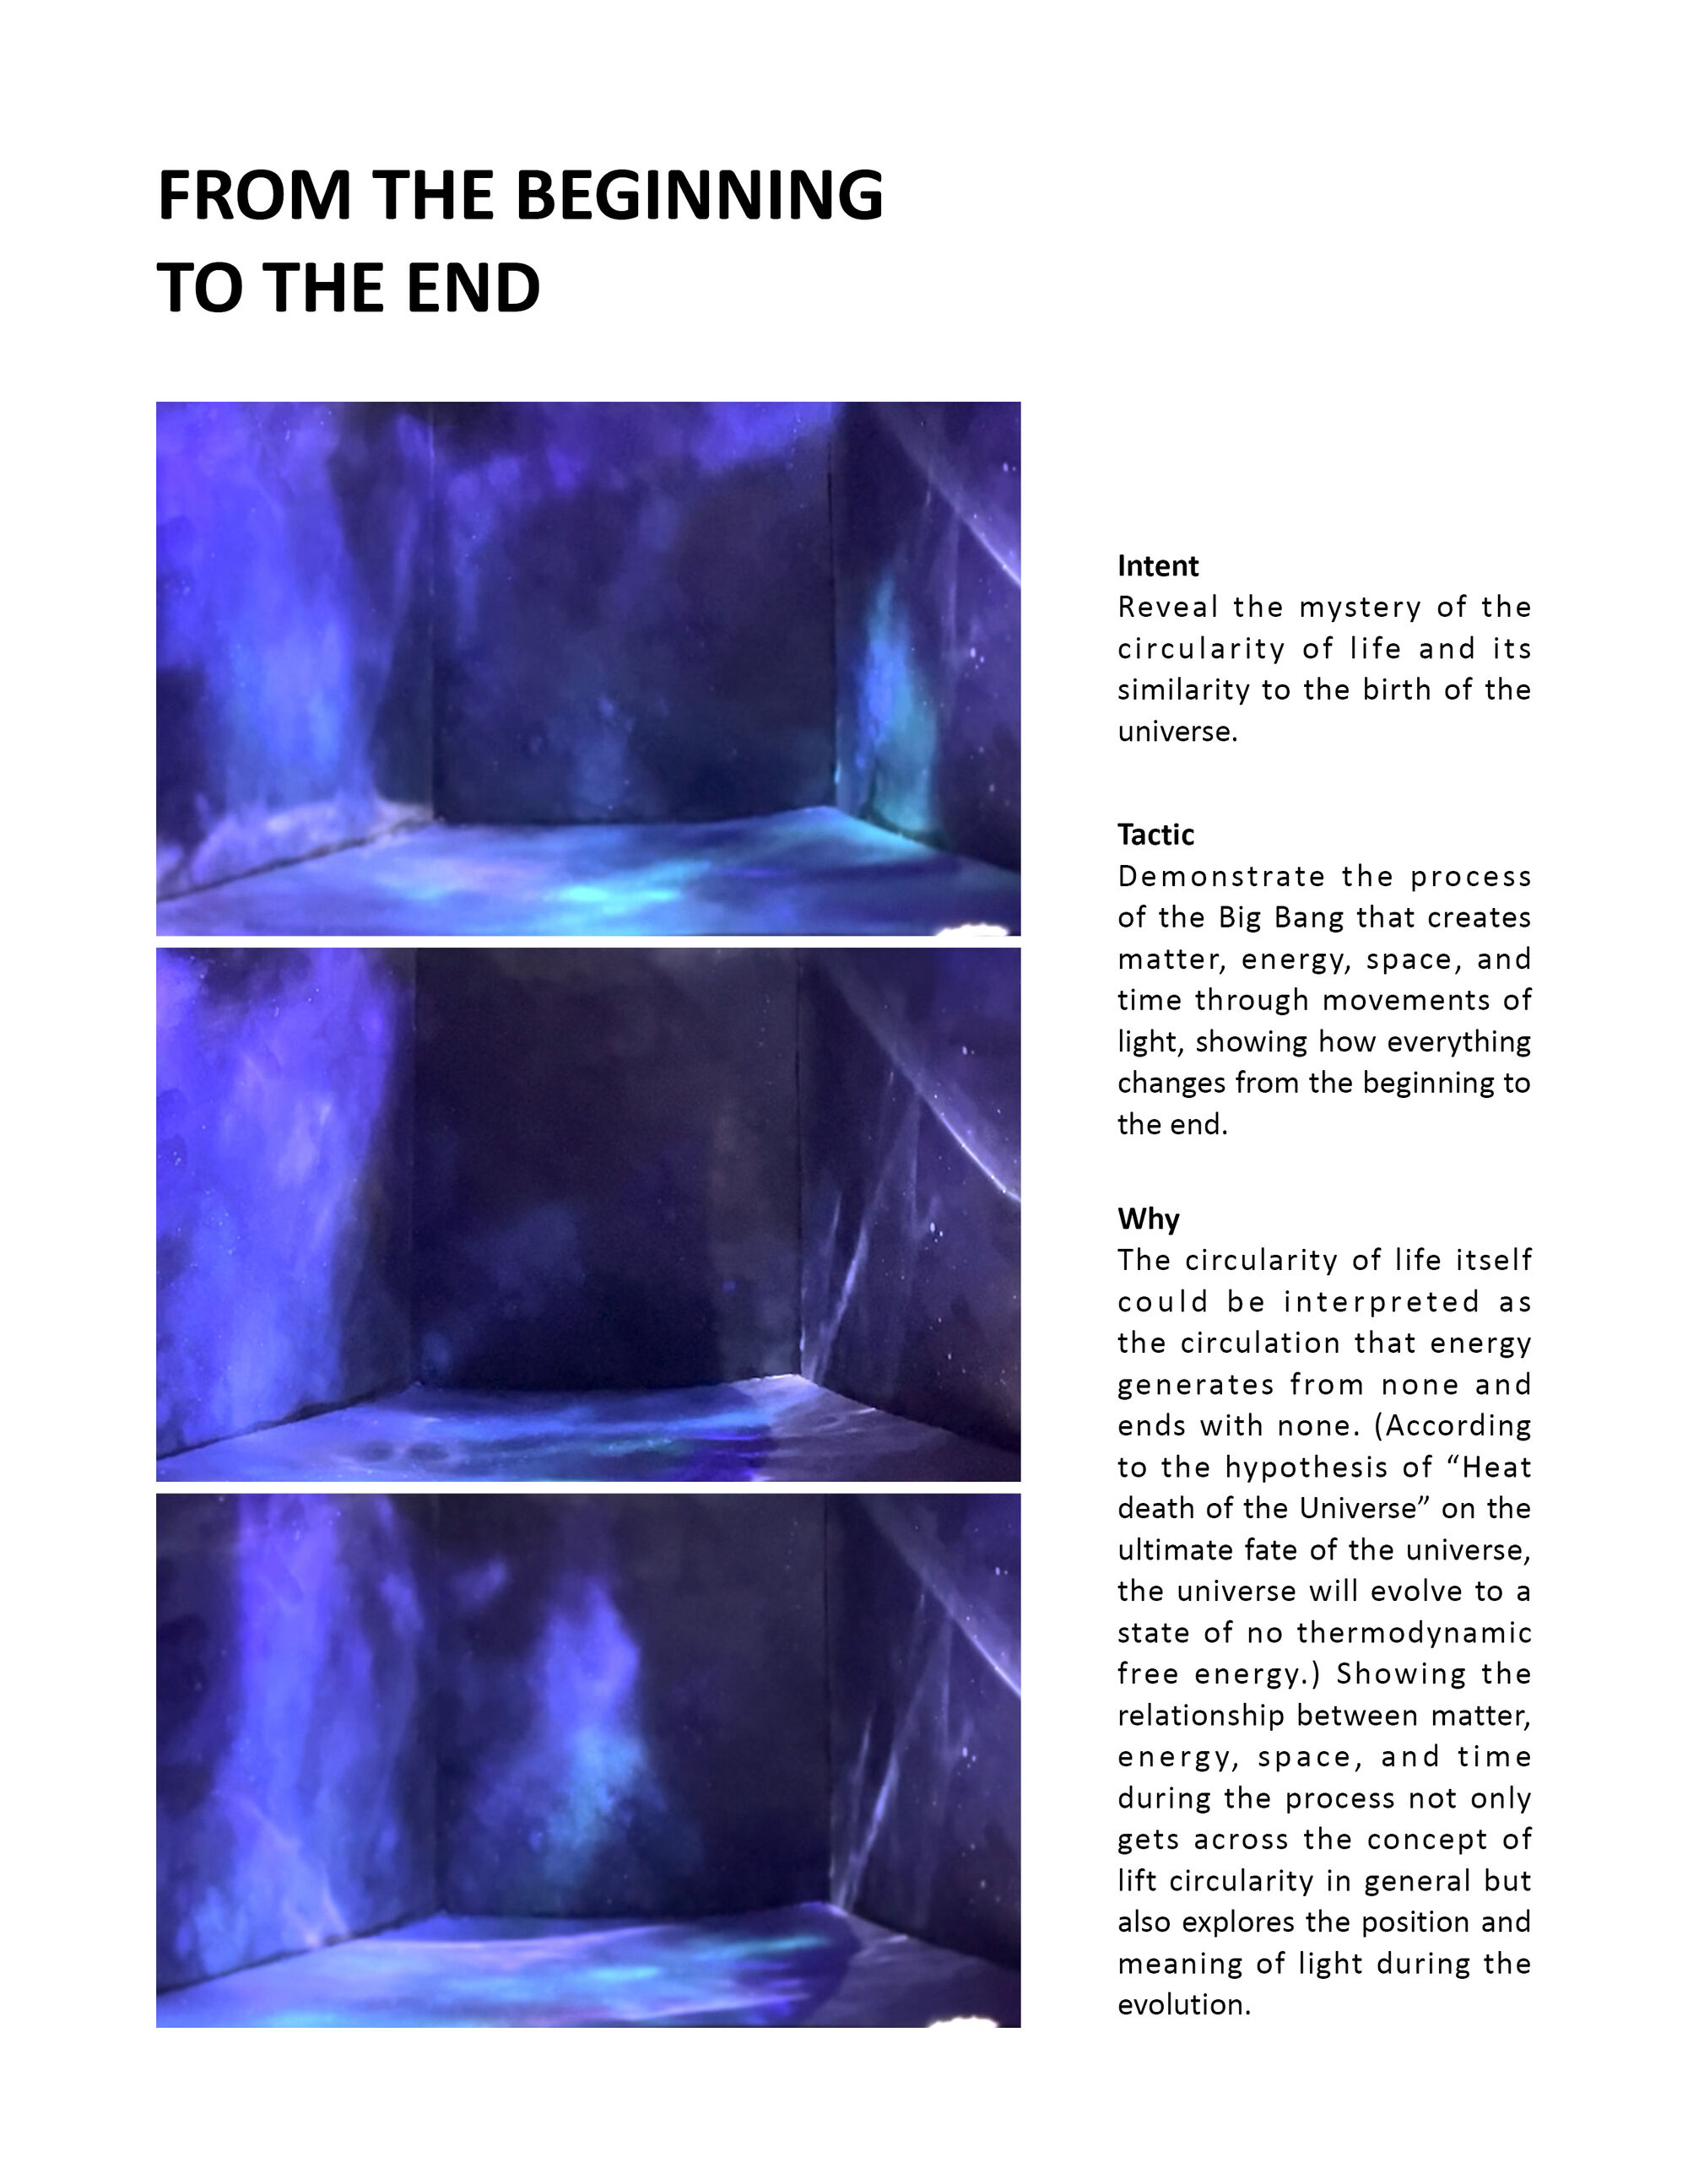 FROM THE BEGINNING
TO THE END
Intent
Reveal the mystery of the
circularity of life and its
similarity to the birth of the
universe.
Tactic
Demonstrate the process
of the Big Bang that creates
matter, energy, space, and
time through movements of
light, showing how everything
changes from the beginning to
the end.
Why
The circularity of life itself
could be interpreted as
the circulation that energy
generates from none and
ends with none. (According
to the hypothesis of “Heat
death of the Universe” on the
ultimate fate of the universe,
the universe will evolve to a
state of no thermodynamic
free energy.) Showing the
relationship between matter,
energy, space, and time
during the process not only
gets across the concept of
lift circularity in general but
also explores the position and
meaning of light during the
evolution.